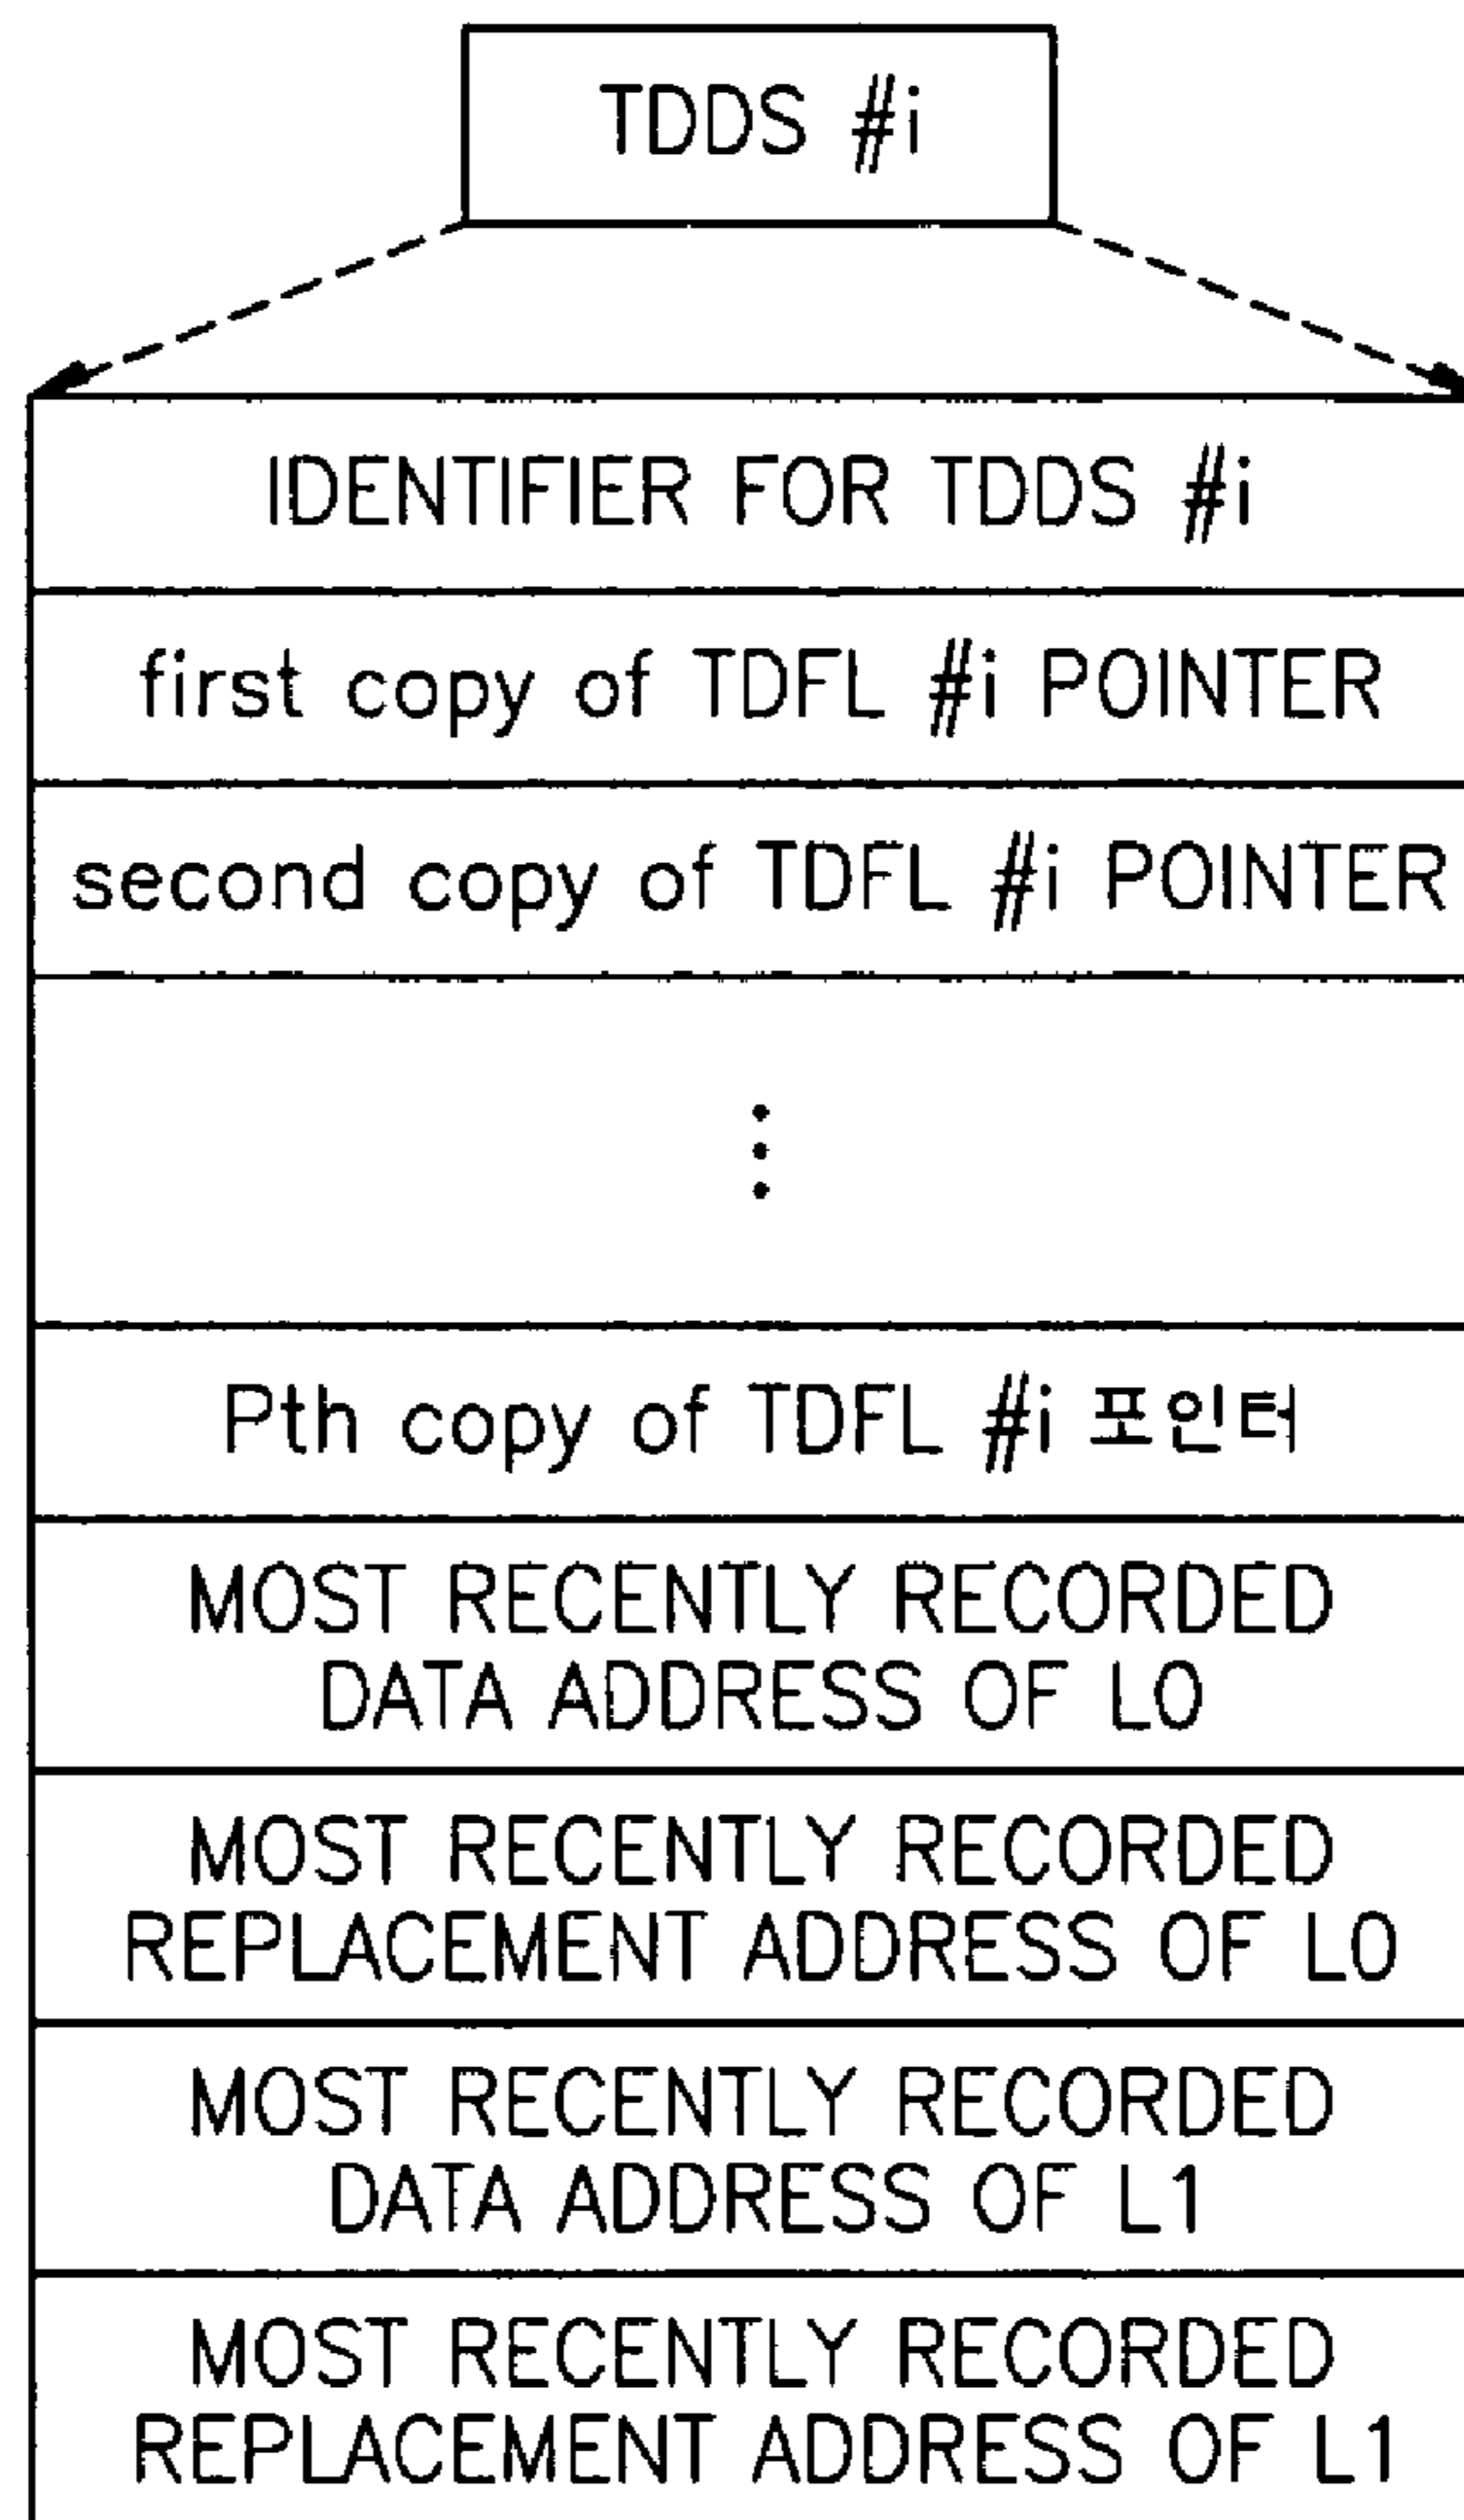 TDDS #i
IDENTIFIER FOR TDDS #i
first copy of TDFL #i POINTER
second copy of TDFL #i POINTER
Pth copy of TDFL #i 포인터
MOST RECENTLY RECORDED
DATA ADDRESS OF L0
MOST RECENTLY RECORDED
REPLACEMENT ADDRESS OF L0
MOST RECENTLY RECORDED
DATA ADDRESS OF L1
MOST RECENTLY RECORDED
REPLACEMENT ADDRESS OF L1